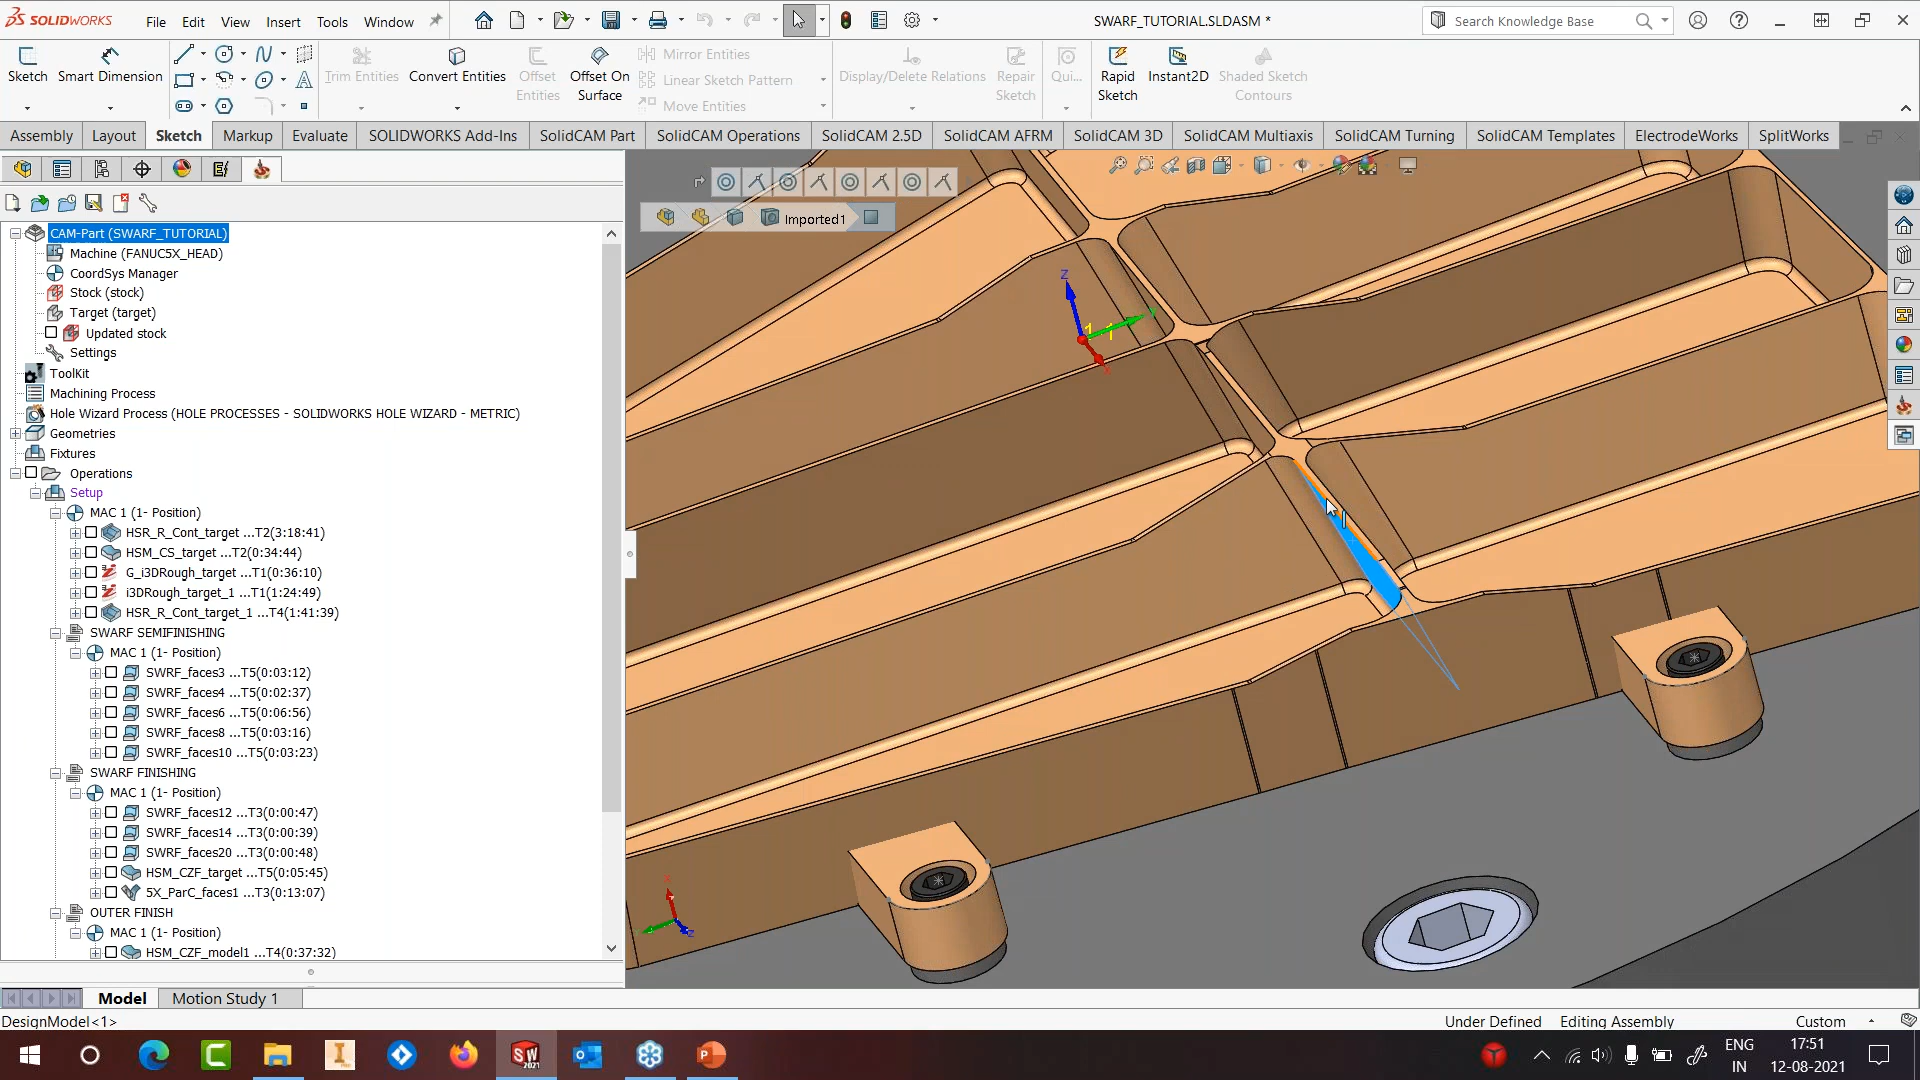 SOLIDWORKS File Edit View Insert Tools Window SWARF_TUTORIAL.SLDASM * Search Knowledge Base
Sketch Smart Dimension Trim Entities Convert Entities Offset Entities Offset On Surface Mirror Entities Linear Sketch Pattern Move Entities Display/Delete Relations Repair Sketch Qui... Rapid Sketch Instant2D Shaded Sketch Contours
Assembly Layout Sketch Markup Evaluate SOLIDWORKS Add-Ins SolidCAM Part SolidCAM Operations SolidCAM 2.5D SolidCAM AFRM SolidCAM 3D SolidCAM Multiaxis SolidCAM Turning SolidCAM Templates ElectrodeWorks SplitWorks
Imported1
CAM-Part (SWARF_TUTORIAL)
Machine (FANUC5X_HEAD)
CoordSys Manager
Stock (stock)
Target (target)
Updated stock
Settings
ToolKit
Machining Process
Hole Wizard Process (HOLE PROCESSES - SOLIDWORKS HOLE WIZARD - METRIC)
Geometries
Fixtures
Operations
Setup
MAC 1 (1- Position)
HSR_R_Cont_target ...T2(3:18:41)
HSM_CS_target ...T2(0:34:44)
G_i3DRough_target ...T1(0:36:10)
i3DRough_target_1 ...T1(1:24:49)
HSR_R_Cont_target_1 ...T4(1:41:39)
SWARF SEMIFINISHING
MAC 1 (1- Position)
SWRF_faces3 ...T5(0:03:12)
SWRF_faces4 ...T5(0:02:37)
SWRF_faces6 ...T5(0:06:56)
SWRF_faces8 ...T5(0:03:16)
SWRF_faces10 ...T5(0:03:23)
SWARF FINISHING
MAC 1 (1- Position)
SWRF_faces12 ...T3(0:00:47)
SWRF_faces14 ...T3(0:00:39)
SWRF_faces20 ...T3(0:00:48)
HSM_CZF_target ...T5(0:05:45)
5X_ParC_faces1 ...T3(0:13:07)
OUTER FINISH
MAC 1 (1- Position)
HSM_CZF_model1 ...T4(0:37:32)
Z
1 1 Y
X
Model Motion Study 1
DesignModel<1> Under Defined Editing Assembly Custom
SW 2021 ENG 17:51
IN 12-08-2021